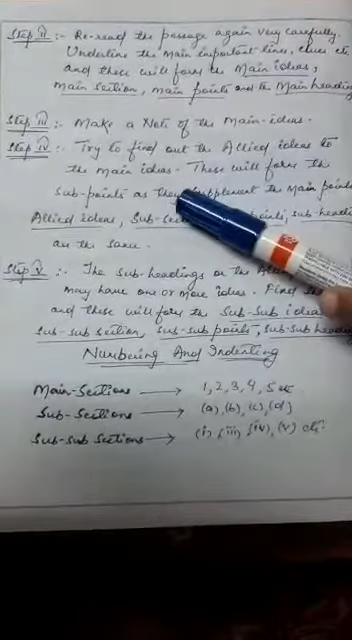 Step II :- Re-read the passage again very carefully.
Underline the main important lines, clues etc
and these will form the Main ideas,
main section, main points and the Main heading
Step III :- Make a Note of the main-ideas.
Step IV :- Try to find out the Allied ideas to
the main ideas. These will form the
Sub-points as they supplement the Main points
Allied ideas, Sub-sec points, sub-headi
are the same.
Step V :- The Sub-headings or the Allied
may have one or more ideas. Find the
and these will form the Sub-Sub ideas
sub-sub section, Sub-sub points, sub-sub heading
Numbering And Indenting
Main-Sections → 1, 2, 3, 4, 5 etc
Sub-Sections → (a), (b), (c), (d)
Sub-sub Sections → (i), (iii), (iv), (v) etc.